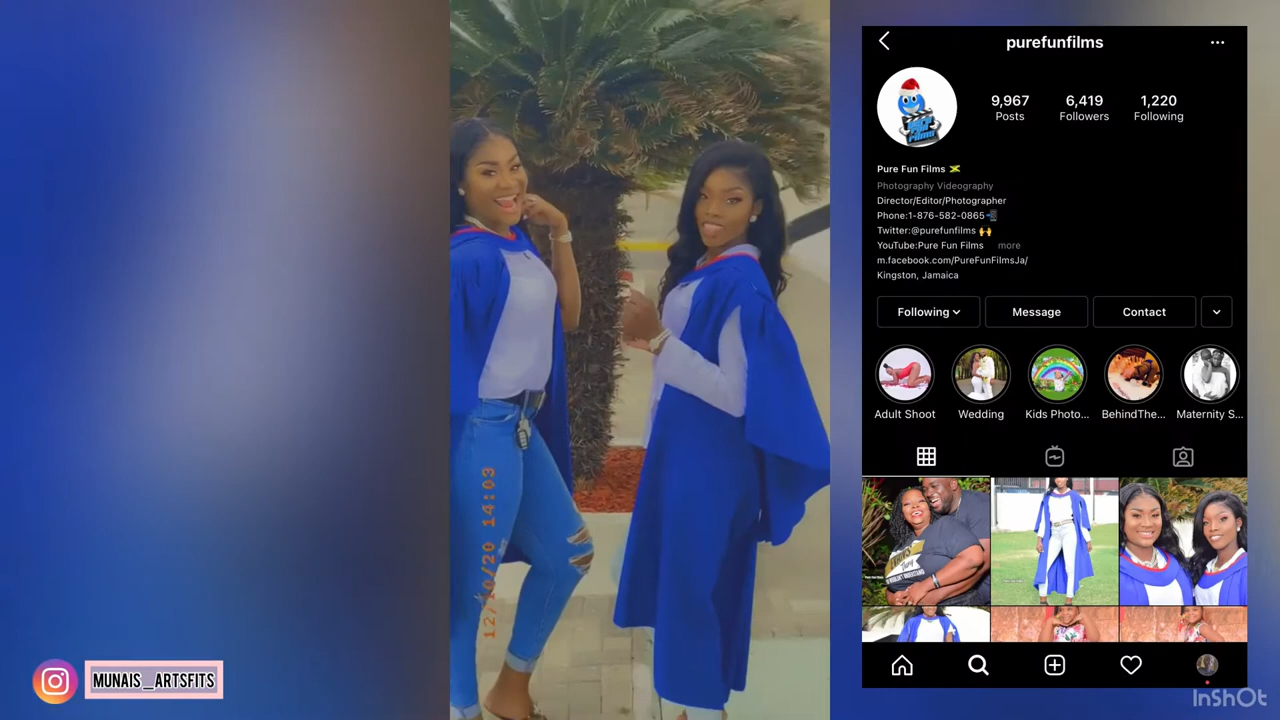 MUNAIS_ARTSFITS
12/10/20 14:03
purefunfilms
9,967
Posts
6,419
Followers
1,220
Following
Pure Fun Films
Photography Videography
Director/Editor/Photographer
Phone:1-876-582-0865
Twitter:@purefunfilms
YouTube:Pure Fun Films more
m.facebook.com/PureFunFilmsJa/
Kingston, Jamaica
Following
Message
Contact
Adult Shoot
Wedding
Kids Photo...
BehindThe...
Maternity S...
InShOt